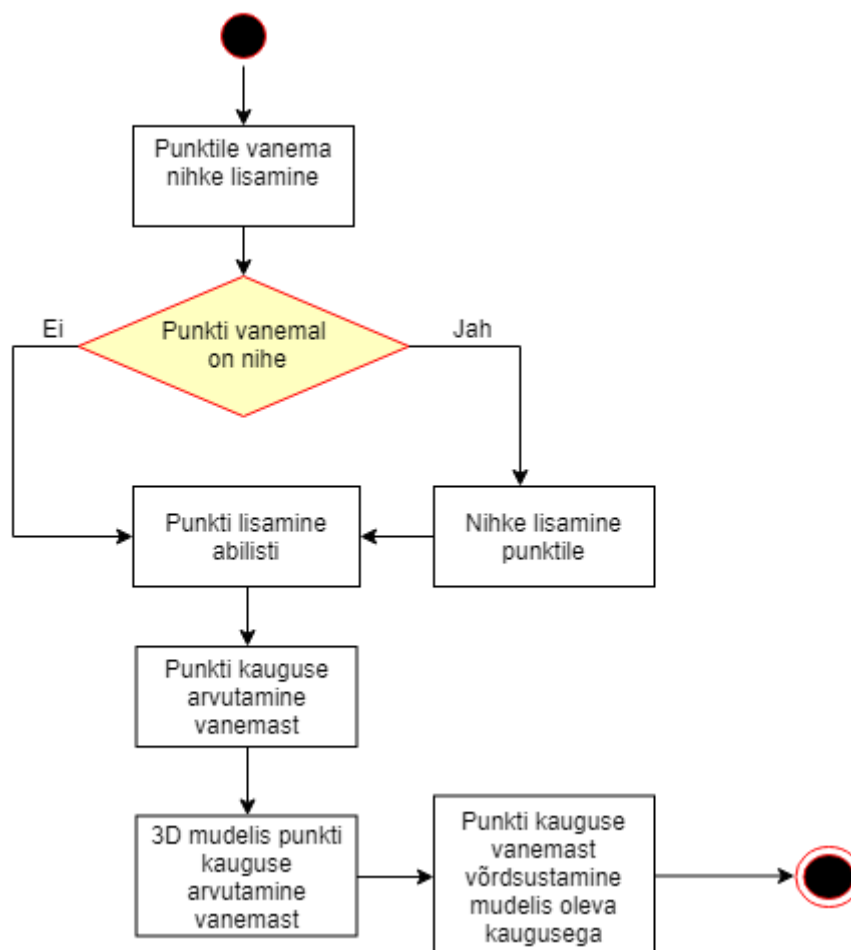 Punktile vanema
nihke lisamine
Ei
Punkti vanemal
on nihe
Jah
Punkti lisamine
abilisti
Nihke lisamine
punktile
Punkti kauguse
arvutamine
vanemast
3D mudelis punkti
kauguse
arvutamine
vanemast
Punkti kauguse
vanemast
võrdsustamine
mudelis oleva
kaugusega